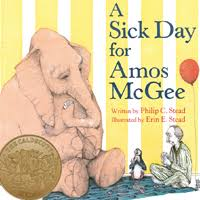 A
Sick Day
for
Amos
McGee
Written by Philip C. Stead
Illustrated by Erin E. Stead